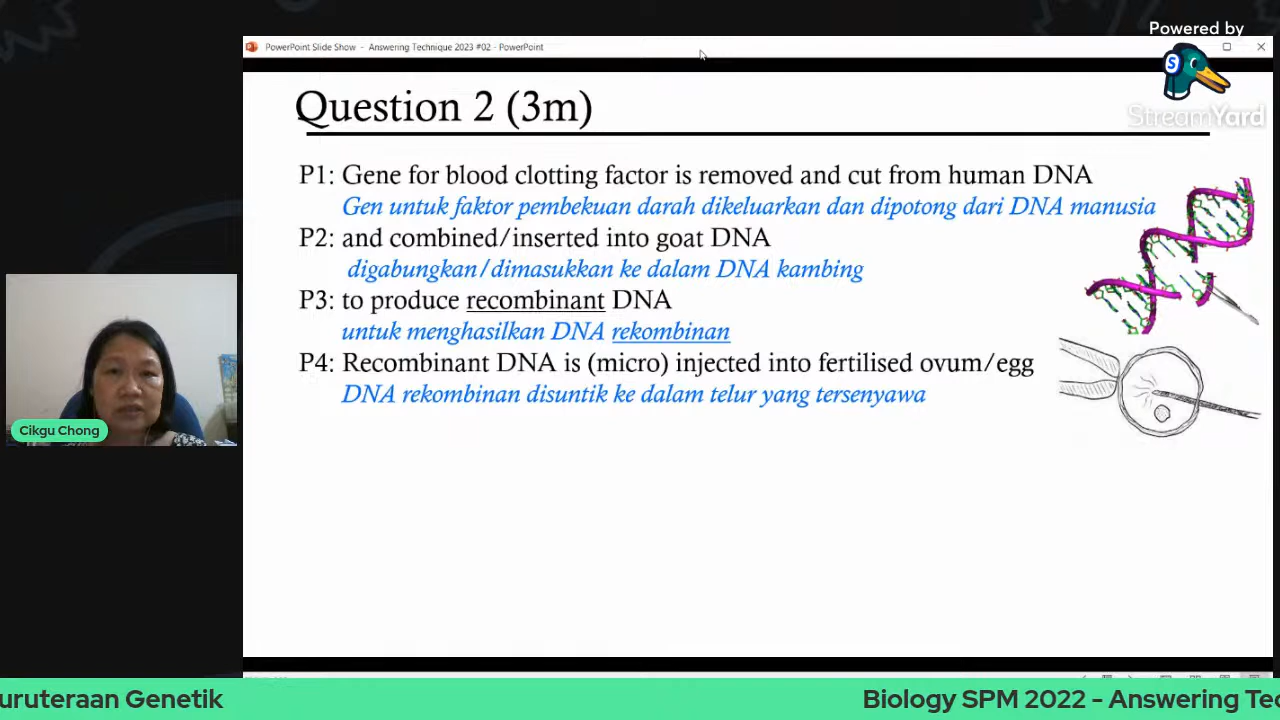 Powered by
StreamYard
PowerPoint Slide Show - Answering Technique 2023 #02 - PowerPoint
Question 2 (3m)
P1: Gene for blood clotting factor is removed and cut from human DNA
Gen untuk faktor pembekuan darah dikeluarkan dan dipotong dari DNA manusia
P2: and combined/inserted into goat DNA
digabungkan/dimasukkan ke dalam DNA kambing
P3: to produce recombinant DNA
untuk menghasilkan DNA rekombinan
P4: Recombinant DNA is (micro) injected into fertilised ovum/egg
DNA rekombinan disuntik ke dalam telur yang tersenyawa
Cikgu Chong
uruteraan Genetik
Biology SPM 2022 - Answering Tec